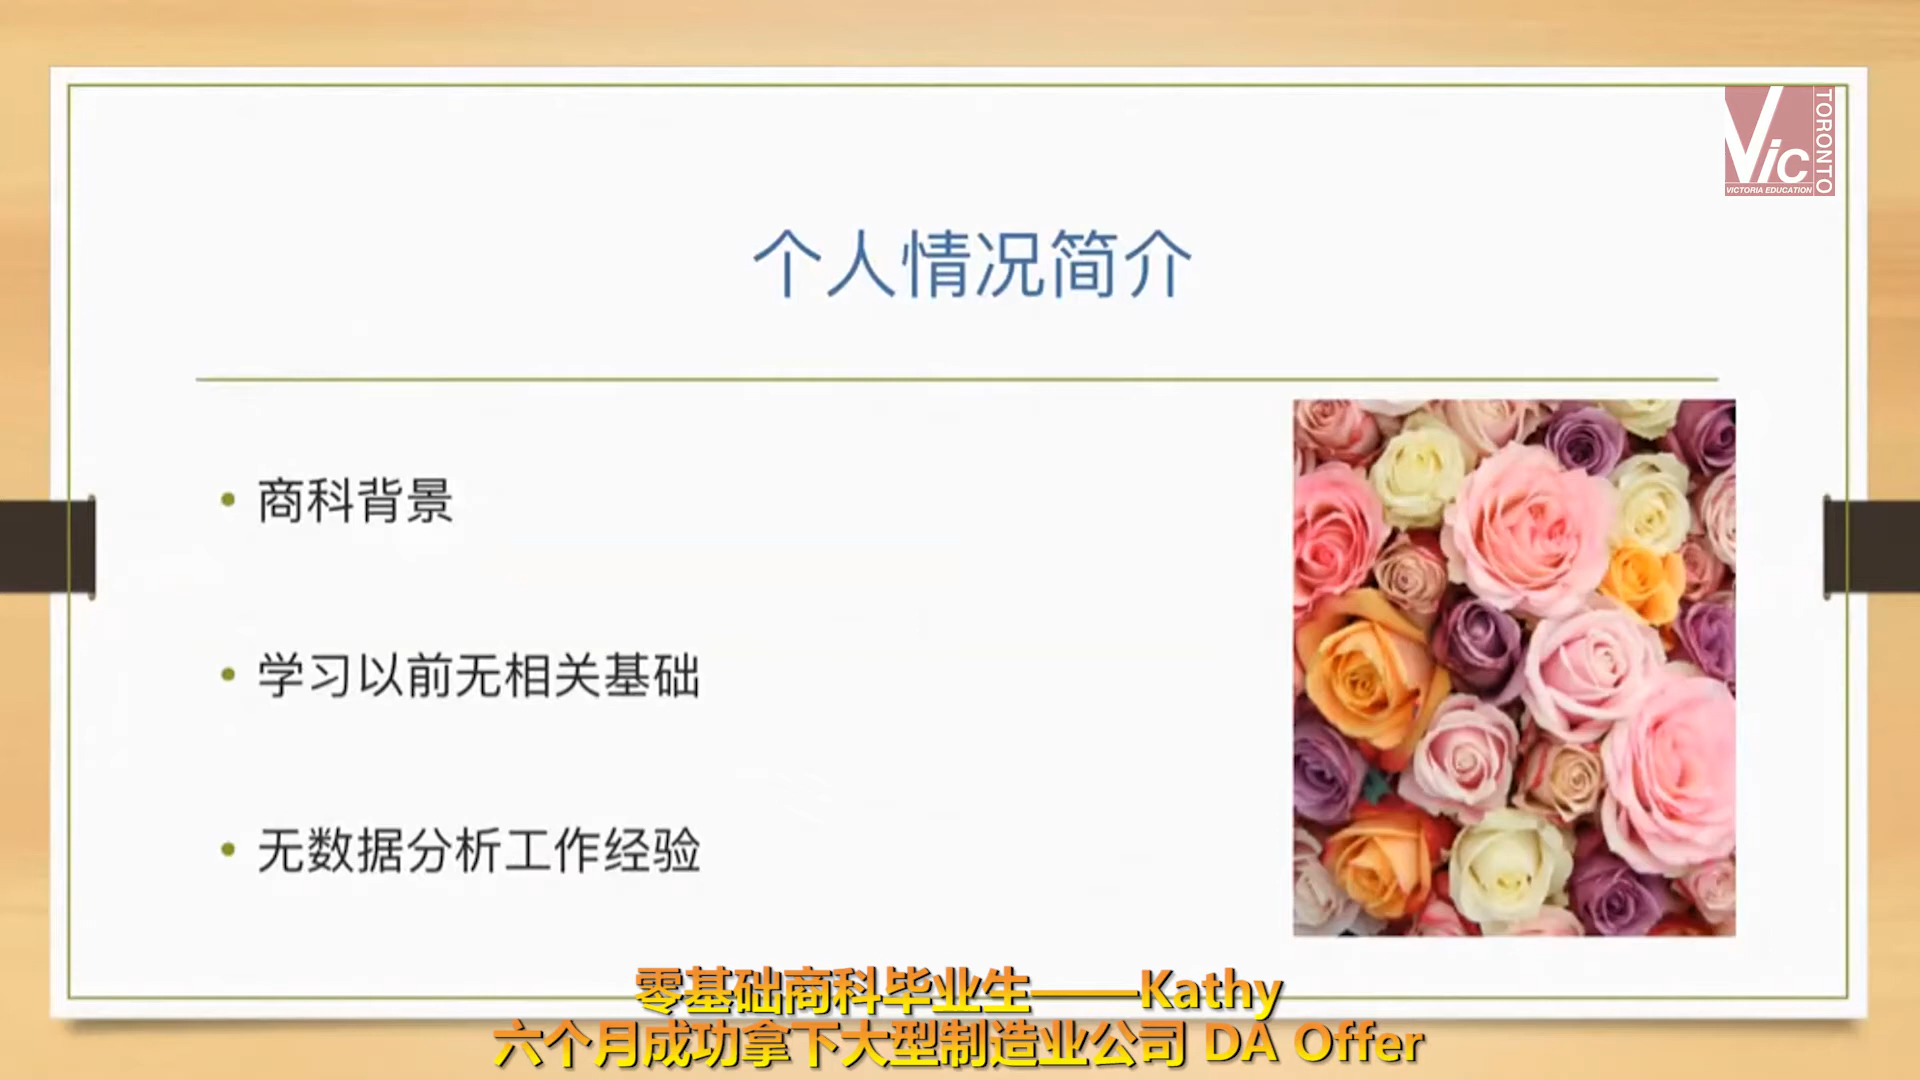 Vic
TORONTO
VICTORIA EDUCATION
个人情况简介
商科背景
学习以前无相关基础
无数据分析工作经验
零基础商科毕业生——Kathy
六个月成功拿下大型制造业公司 DA Offer